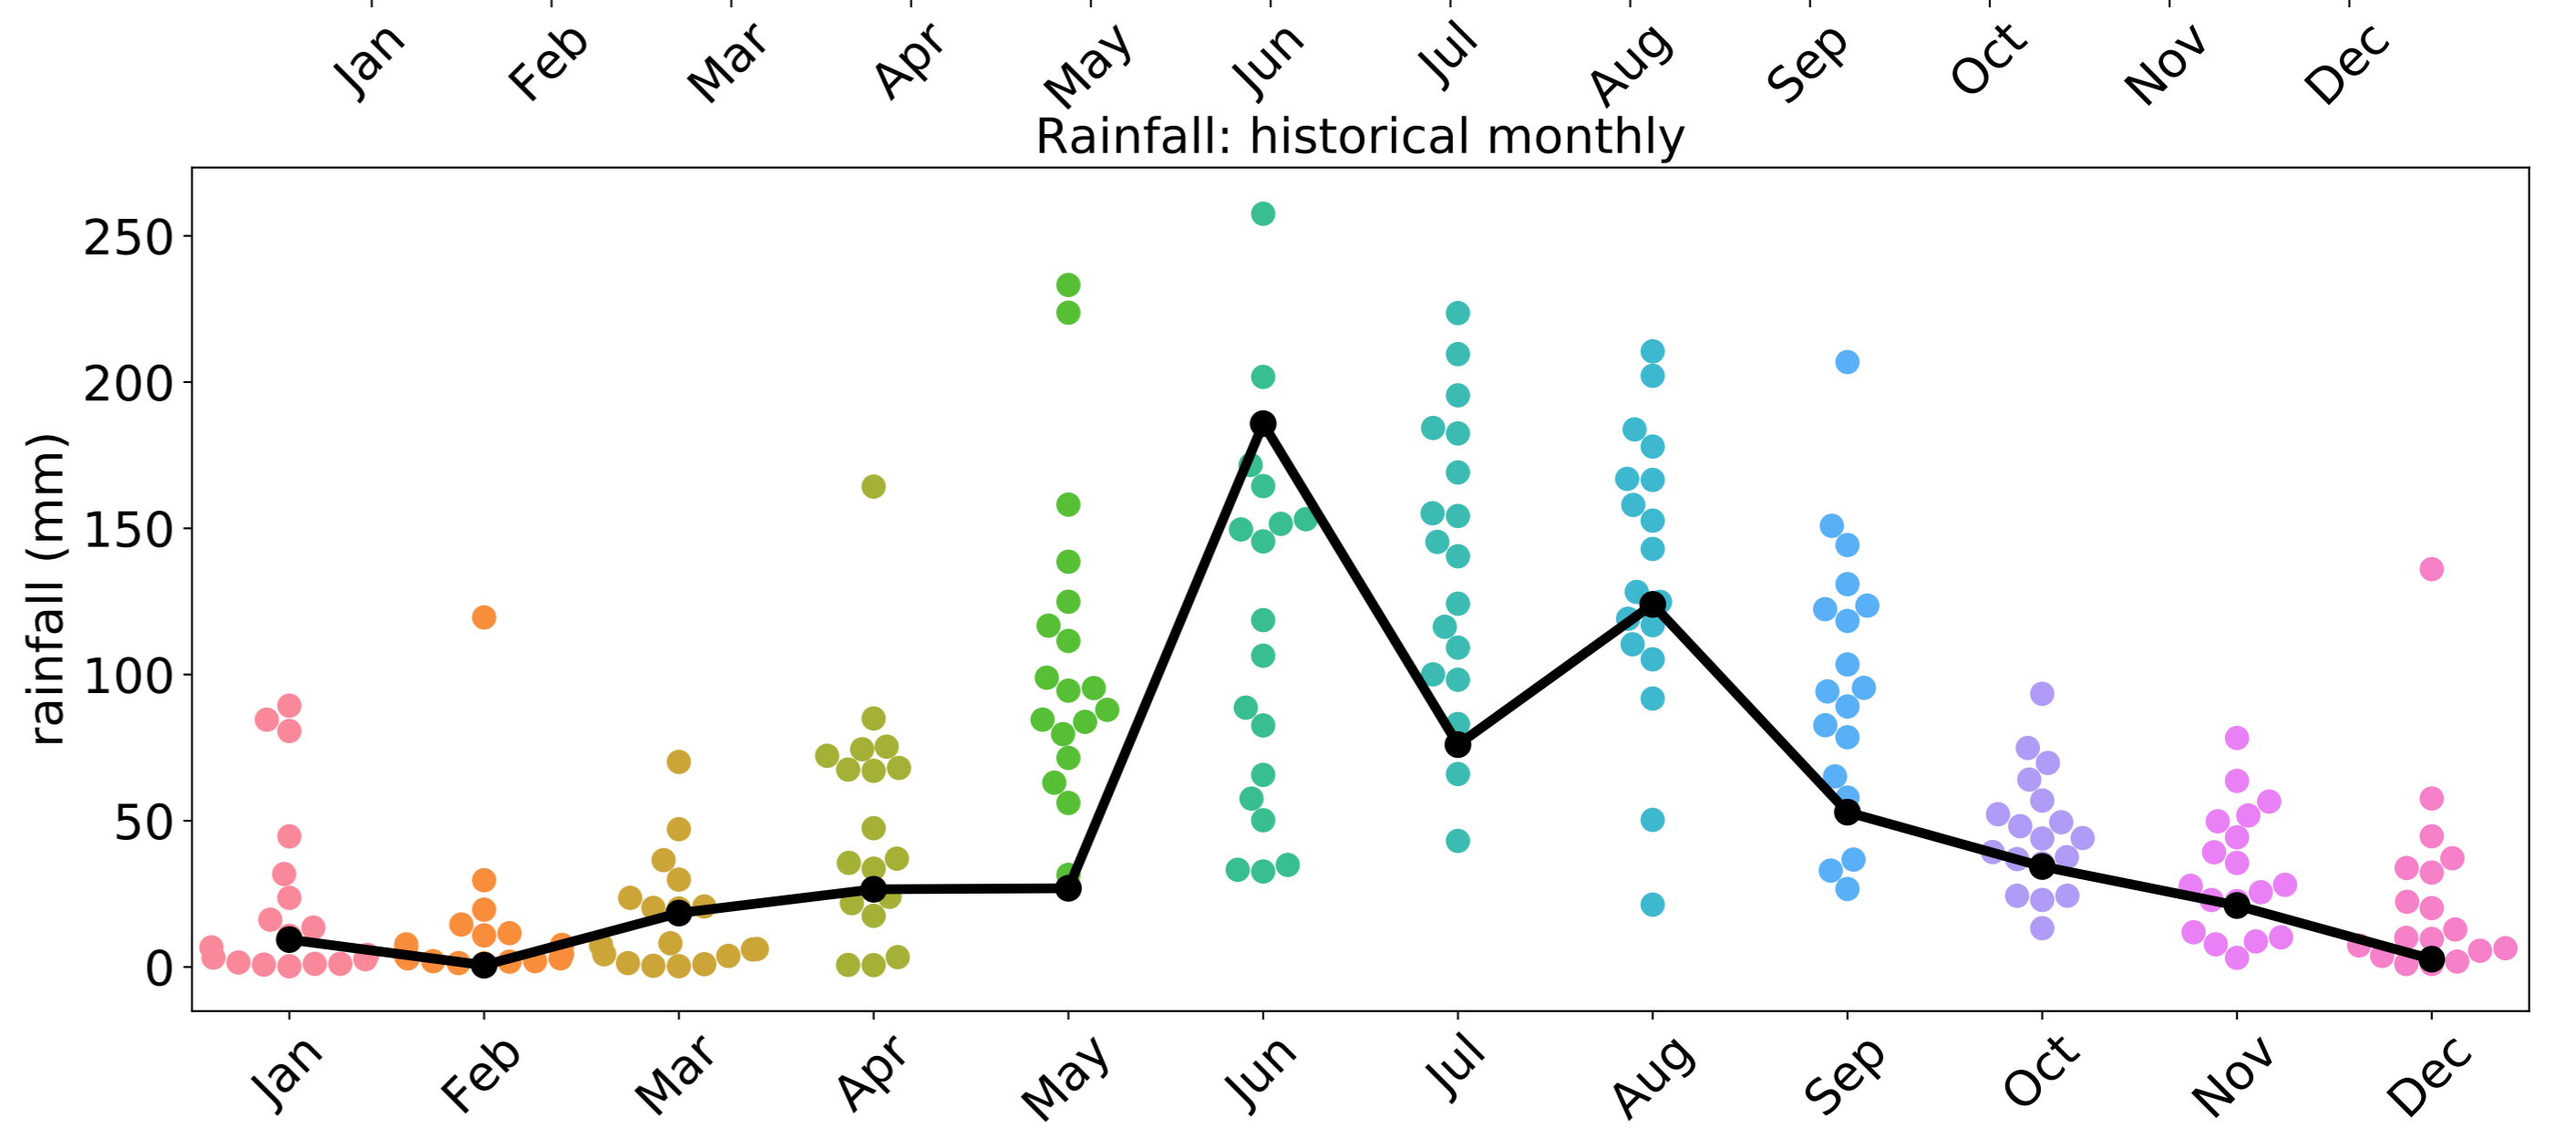 Jan Feb Mar Apr May Jun Jul Aug Sep Oct Nov Dec
Rainfall: historical monthly
rainfall (mm)
250
200
150
100
50
0
Jan Feb Mar Apr May Jun Jul Aug Sep Oct Nov Dec